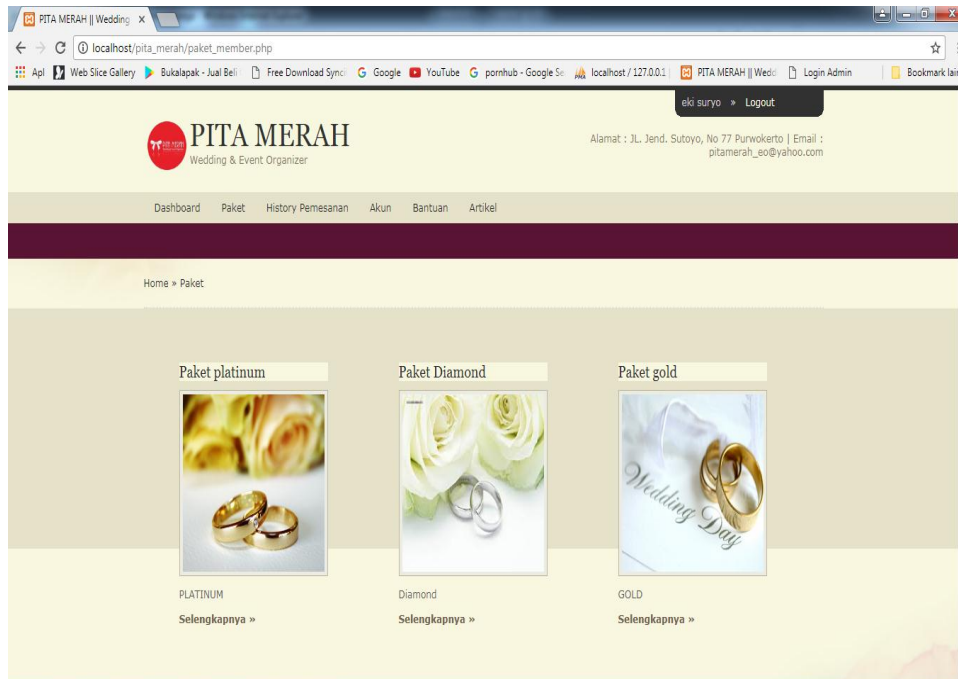 PITA MERAH || Wedding
localhost/pita_merah/paket_member.php
Apl Web Slice Gallery Bukalapak - Jual Beli Free Download Synci Google YouTube pornhub - Google Se localhost / 127.0.0.1 | PITA MERAH || Wedd Login Admin Bookmark lain
eki suryo » Logout
PITA MERAH
Wedding & Event Organizer
Alamat : JL. Jend. Sutoyo, No 77 Purwokerto | Email :
pitamerah_eo@yahoo.com
Dashboard Paket History Pemesanan Akun Bantuan Artikel
Home » Paket
Paket platinum Paket Diamond Paket gold
Wedding Day
PLATINUM Diamond GOLD
Selengkapnya » Selengkapnya » Selengkapnya »